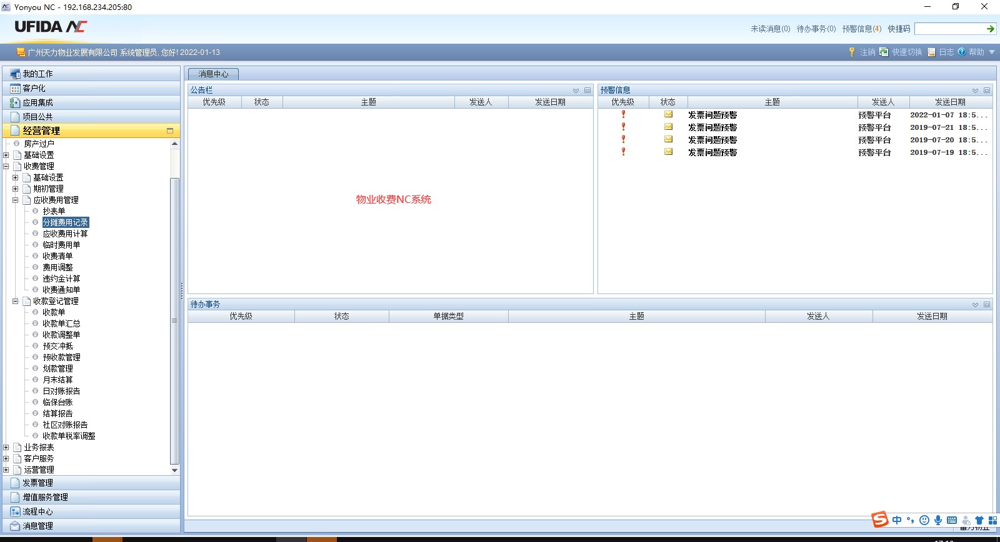 Yonyou NC - 192.168.234.205:80
UFIDA NC
未读消息(0) 待办事务(0) 预警信息(4) 快捷码
广州天力物业发展有限公司 系统管理员, 您好! 2022-01-13
注销 快速切换 日志 帮助
我的工作
客户化
应用集成
项目公共
经营管理
房产过户
基础设置
收费管理
基础设置
期初管理
应收费用管理
抄表单
分摊费用记录
应收费用计算
临时费用单
收费清单
费用调整
违约金计算
收费通知单
收款登记管理
收款单
收款单汇总
收款调整单
预交冲抵
预收款管理
划款管理
月末结算
日对账报告
临保台账
结算报告
社区对账报告
收款单税率调整
业务报表
客户服务
运营管理
发票管理
增值服务管理
流程中心
消息管理
消息中心
公告栏
优先级 状态 主题 发送人 发送日期
物业收费NC系统
预警信息
优先级 状态 主题 发送人 发送日期
发票问题预警 预警平台 2022-01-07 18:5...
发票问题预警 预警平台 2019-07-21 18:5...
发票问题预警 预警平台 2019-07-20 18:5...
发票问题预警 预警平台 2019-07-19 18:5...
待办事务
优先级 状态 单据类型 主题 发送人 发送日期
中